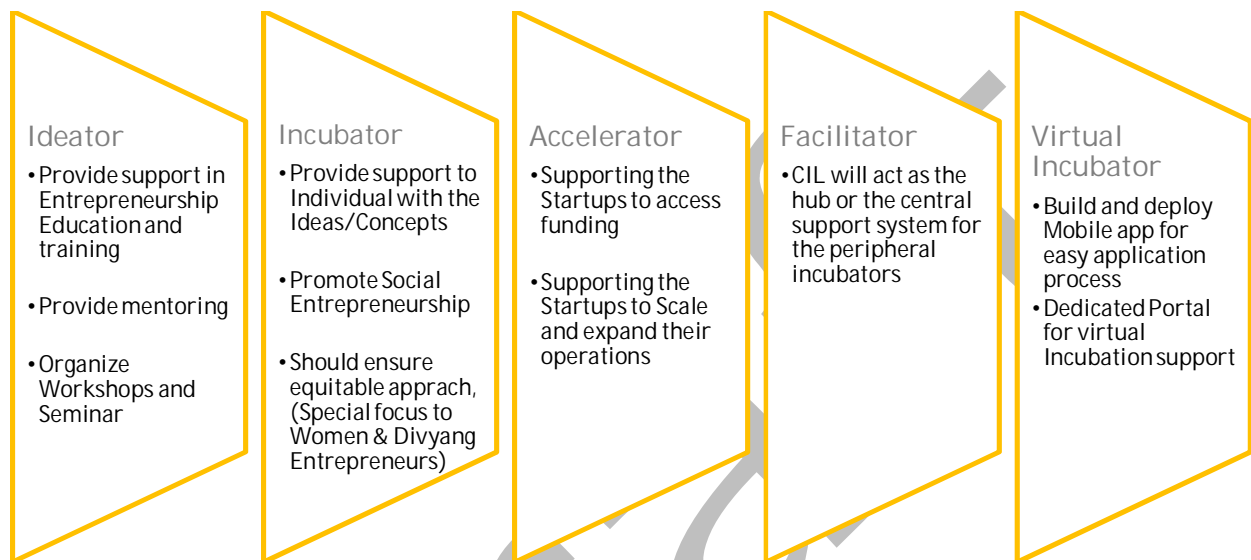 Ideator
•Provide support in
Entrepreneurship
Education and
training
•Provide mentoring
•Organize
Workshops and
Seminar
Incubator
•Provide support to
Individual with the
Ideas/Concepts
•Promote Social
Entrepreneurship
•Should ensure
equitable apprach,
(Special focus to
Women & Divyang
Entrepreneurs)
Accelerator
•Supporting the
Startups to access
funding
•Supporting the
Startups to Scale
and expand their
operations
Facilitator
•CIL will act as the
hub or the central
support system for
the peripheral
incubators
Virtual
Incubator
•Build and deploy
Mobile app for
easy application
process
•Dedicated Portal
for virtual
Incubation support